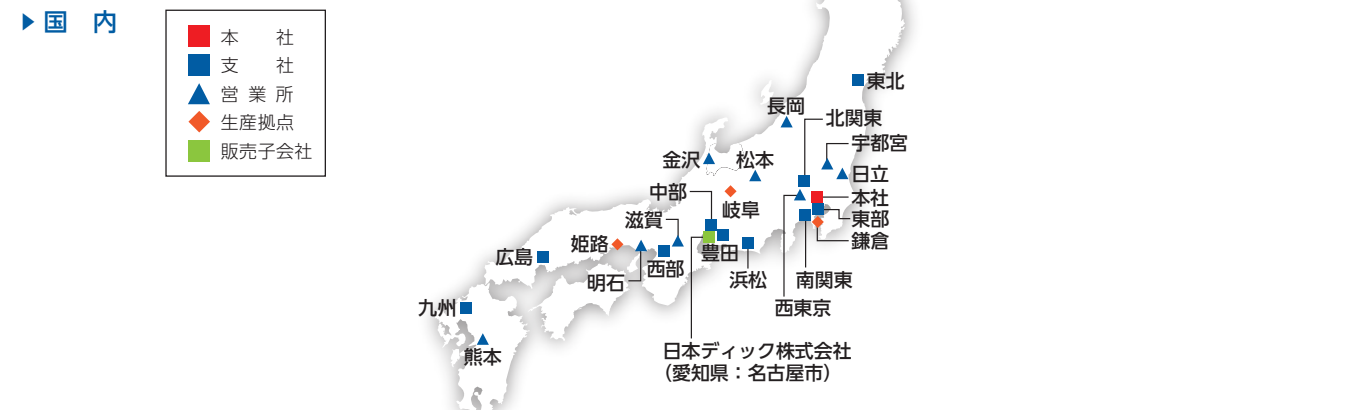 国 内
本 社
支 社
営 業 所
生産拠点
販売子会社
東北
長岡
北関東
宇都宮
金沢
松本
日立
中部
本社
岐阜
東部
滋賀
鎌倉
姫路
豊田
広島
西部
浜松
南関東
明石
西東京
九州
熊本
日本ディック株式会社
（愛知県：名古屋市）